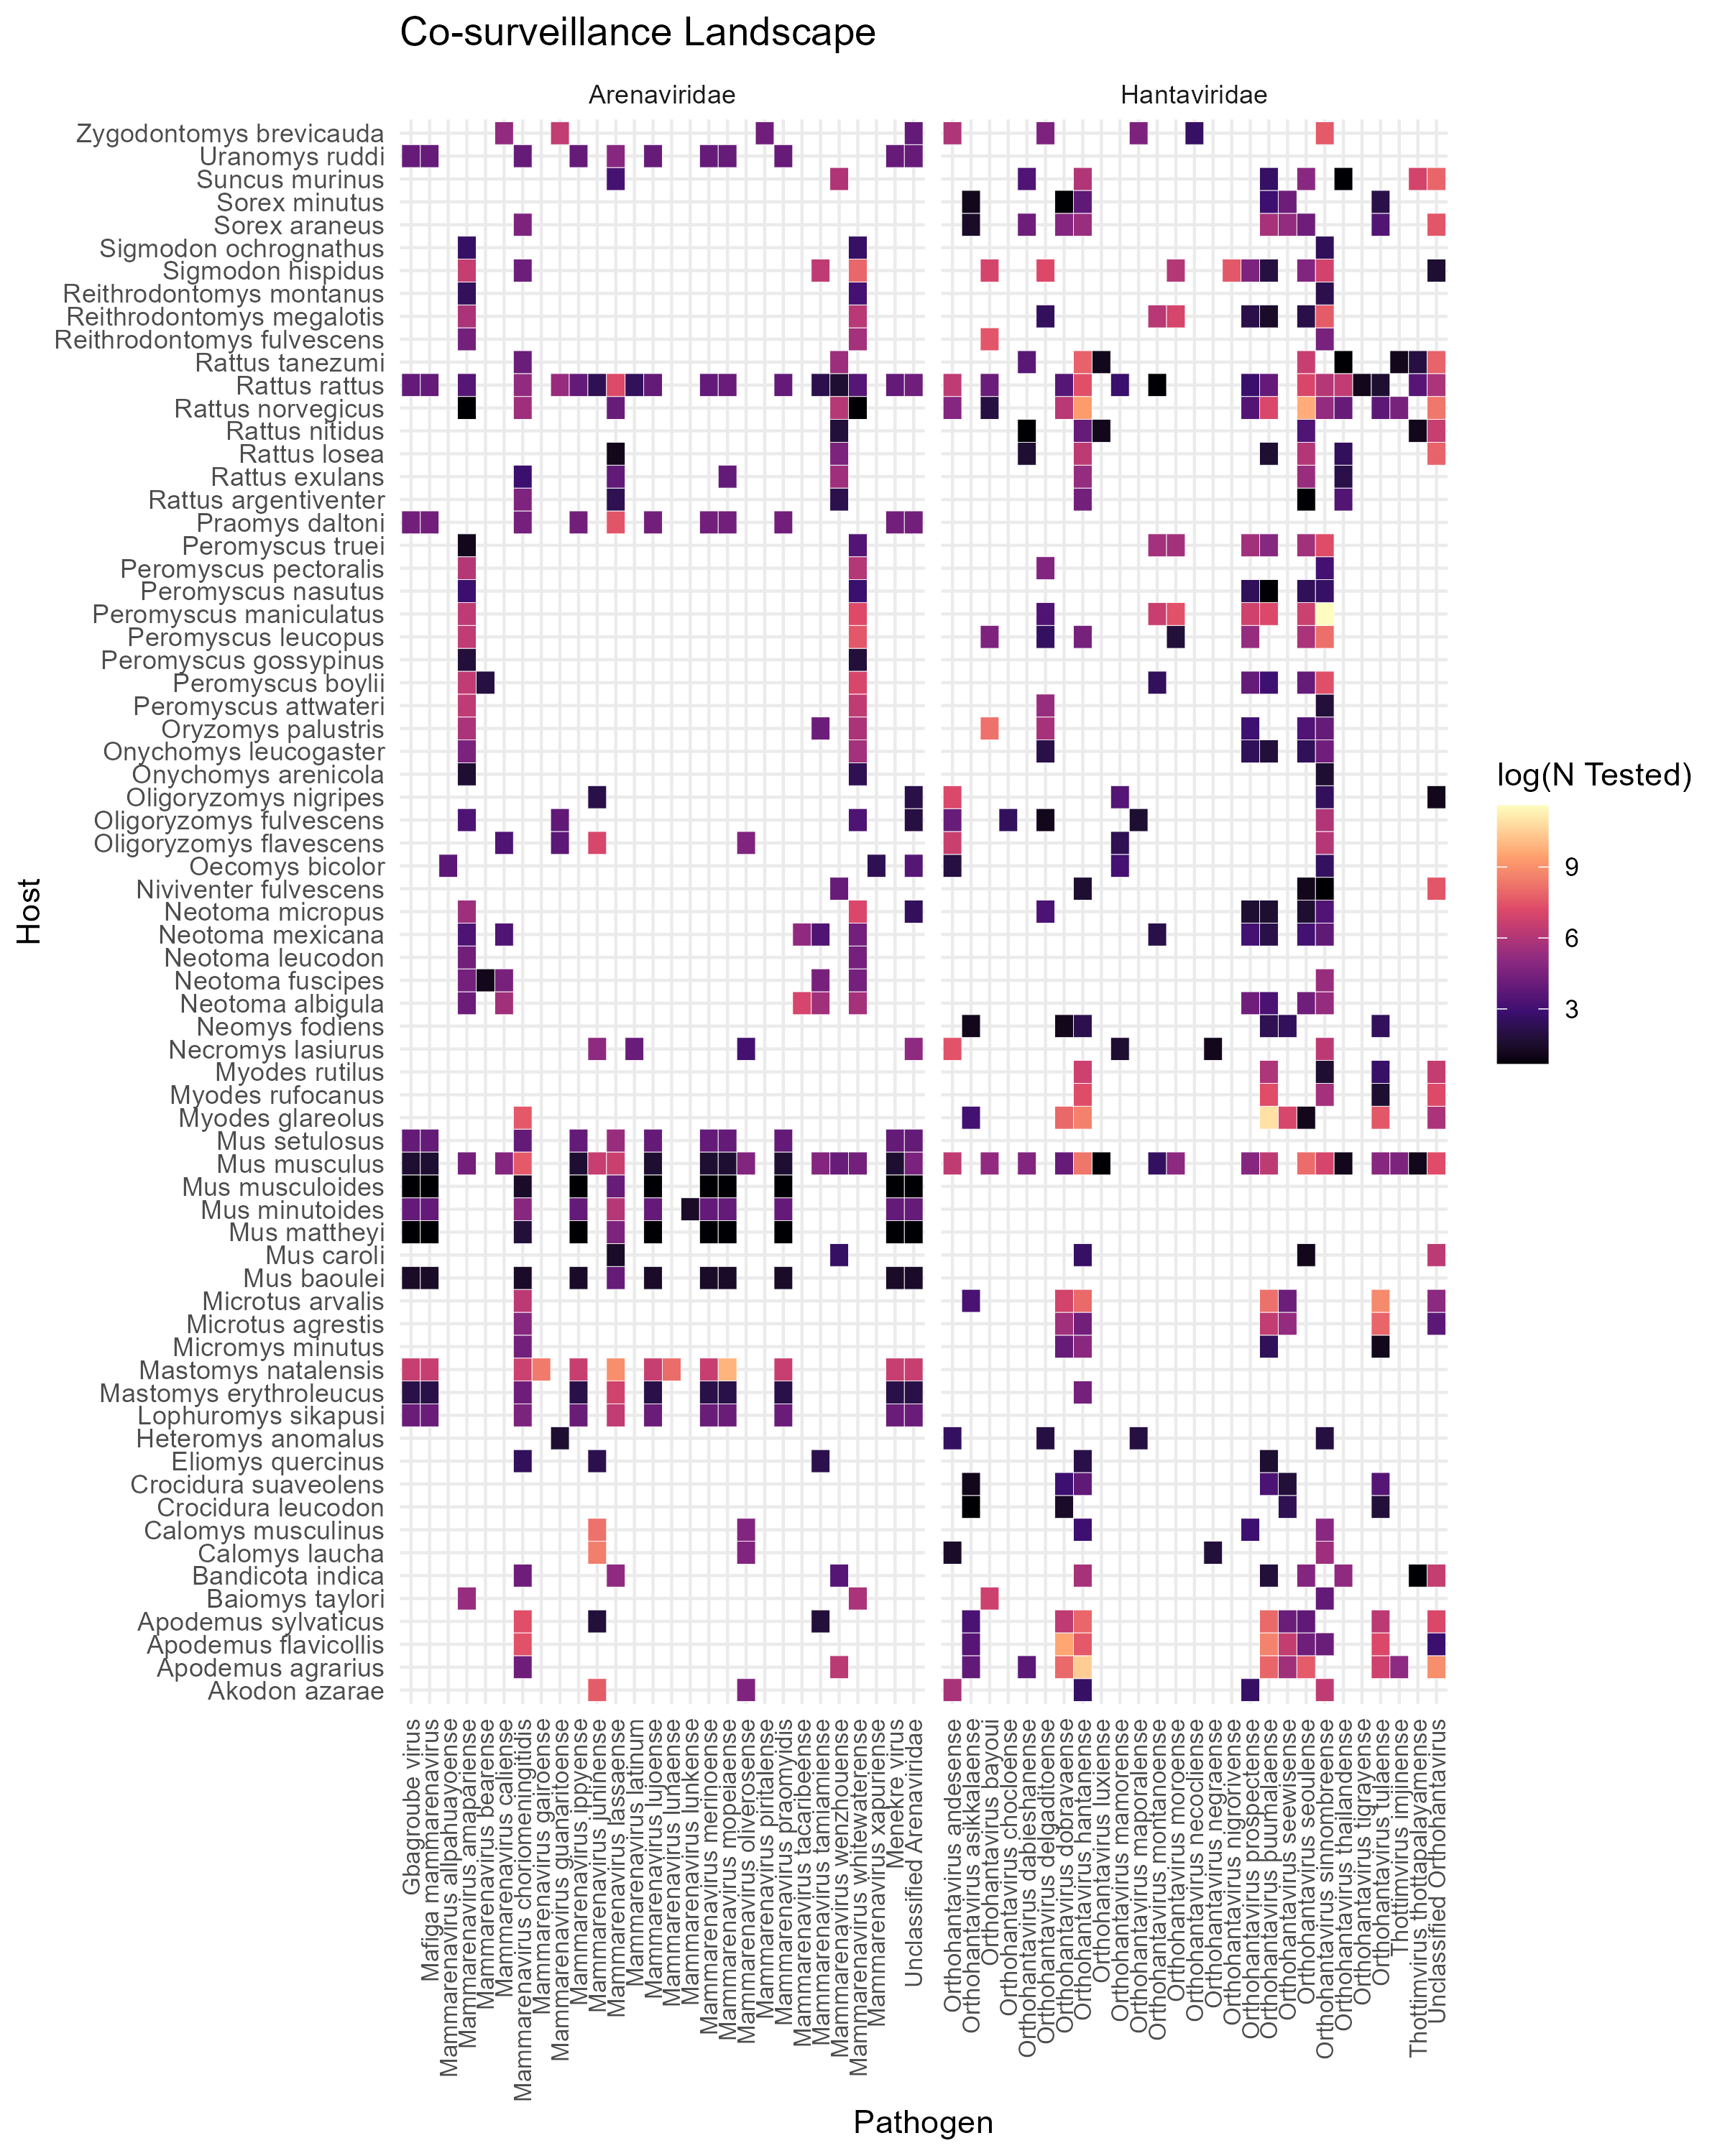 Co-surveillance Landscape
Arenaviridae
Hantaviridae
Host
Zygodontomys brevicauda
Uranomys ruddi
Suncus murinus
Sorex minutus
Sorex araneus
Sigmodon ochrognathus
Sigmodon hispidus
Reithrodontomys montanus
Reithrodontomys megalotis
Reithrodontomys fulvescens
Rattus tanezumi
Rattus rattus
Rattus norvegicus
Rattus nitidus
Rattus losea
Rattus exulans
Rattus argentiventer
Praomys daltoni
Peromyscus truei
Peromyscus pectoralis
Peromyscus nasutus
Peromyscus maniculatus
Peromyscus leucopus
Peromyscus gossypinus
Peromyscus boylii
Peromyscus attwateri
Oryzomys palustris
Onychomys leucogaster
Onychomys arenicola
Oligoryzomys nigripes
Oligoryzomys fulvescens
Oligoryzomys flavescens
Oecomys bicolor
Niviventer fulvescens
Neotoma micropus
Neotoma mexicana
Neotoma leucodon
Neotoma fuscipes
Neotoma albigula
Neomys fodiens
Necromys lasiurus
Myodes rutilus
Myodes rufocanus
Myodes glareolus
Mus setulosus
Mus musculus
Mus musculoides
Mus minutoides
Mus mattheyi
Mus caroli
Mus baoulei
Microtus arvalis
Microtus agrestis
Micromys minutus
Mastomys natalensis
Mastomys erythroleucus
Lophuromys sikapusi
Heteromys anomalus
Eliomys quercinus
Crocidura suaveolens
Crocidura leucodon
Calomys musculinus
Calomys laucha
Bandicota indica
Baiomys taylori
Apodemus sylvaticus
Apodemus flavicollis
Apodemus agrarius
Akodon azarae
Gbagroube virus
Mafiga mammarenavirus
Mammarenavirus allpahuayoense
Mammarenavirus amapariense
Mammarenavirus bearense
Mammarenavirus caliense
Mammarenavirus choriomeningitidis
Mammarenavirus gairoense
Mammarenavirus guanaritoense
Mammarenavirus ippyense
Mammarenavirus juninense
Mammarenavirus lassaense
Mammarenavirus latinum
Mammarenavirus lujoense
Mammarenavirus lunaense
Mammarenavirus lunkense
Mammarenavirus merinoense
Mammarenavirus mopeiaense
Mammarenavirus oliverosense
Mammarenavirus piritalense
Mammarenavirus praomyidis
Mammarenavirus tacaribeense
Mammarenavirus tamiamiense
Mammarenavirus wenzhouense
Mammarenavirus whitewaterense
Mammarenavirus xapuriense
Menekre virus
Unclassified Arenaviridae
Orthohantavirus andesense
Orthohantavirus asikkalaense
Orthohantavirus bayoui
Orthohantavirus chocloense
Orthohantavirus dabieshanense
Orthohantavirus delgaditoense
Orthohantavirus dobravaense
Orthohantavirus hantanense
Orthohantavirus luxiense
Orthohantavirus mamorense
Orthohantavirus maporalense
Orthohantavirus montanoense
Orthohantavirus moroense
Orthohantavirus necocliense
Orthohantavirus negraense
Orthohantavirus nigrorivense
Orthohantavirus prospectense
Orthohantavirus puumalaense
Orthohantavirus seewisense
Orthohantavirus seoulense
Orthohantavirus sinnombreense
Orthohantavirus thailandense
Orthohantavirus tigrayense
Orthohantavirus tulaense
Thottimvirus imjinense
Thottimvirus thottapalayamense
Unclassified Orthohantavirus
Pathogen
log(N Tested)
9
6
3